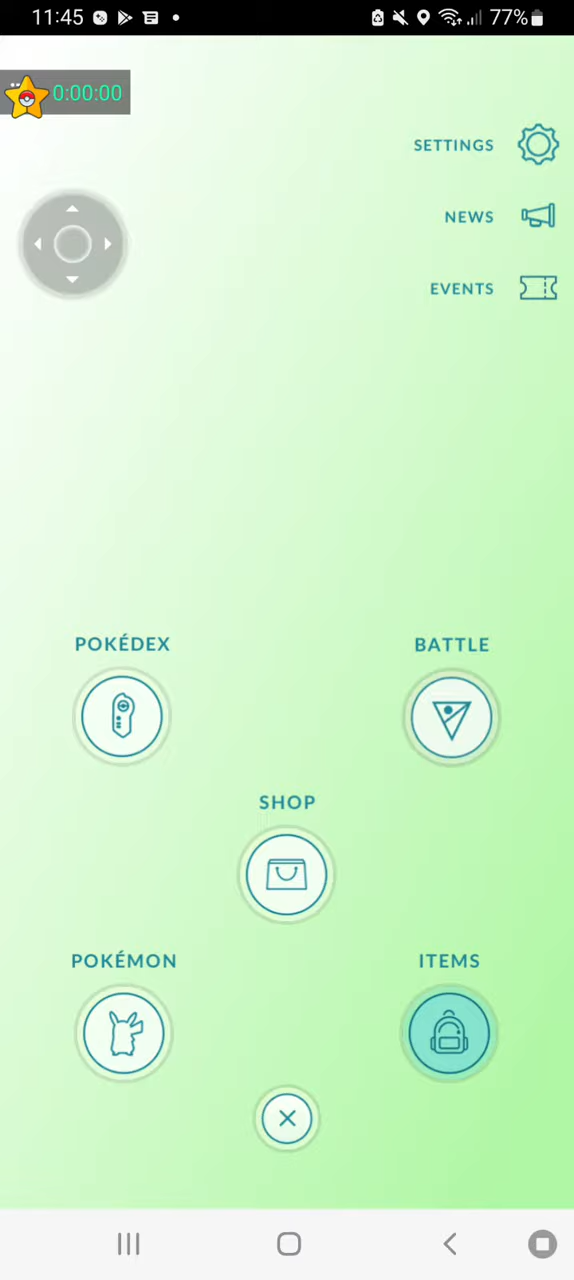 11:45
77%
0:00:00
SETTINGS
NEWS
EVENTS
POKÉDEX
BATTLE
SHOP
POKÉMON
ITEMS